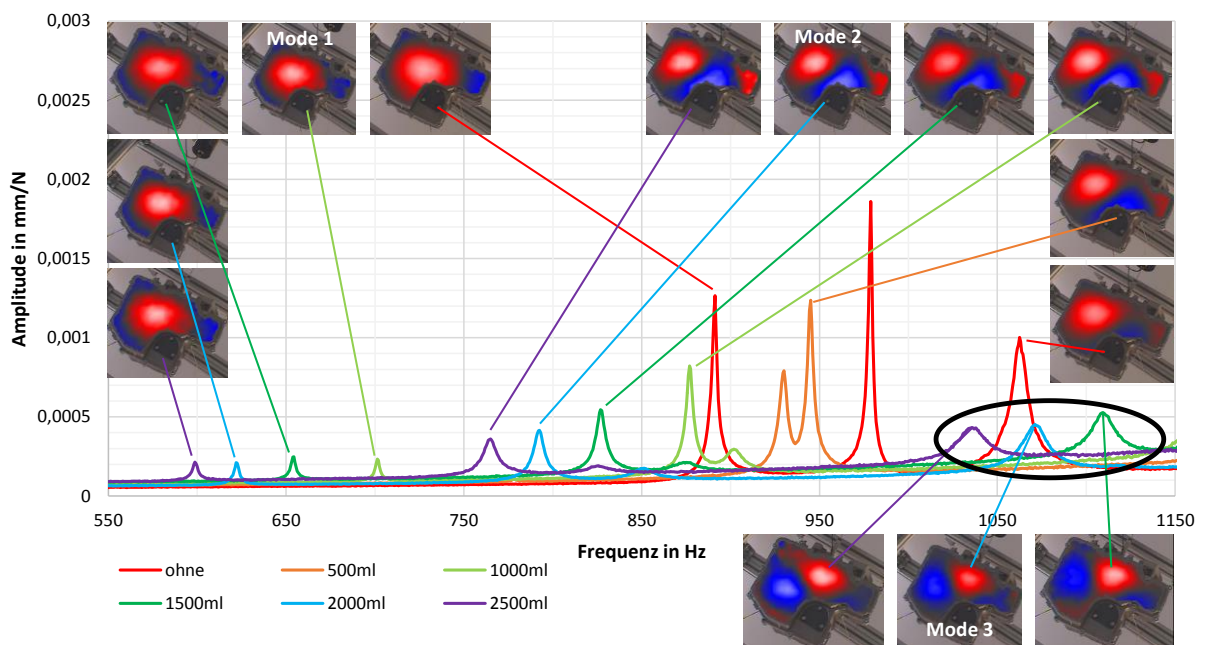 Mode 1
Mode 2
0,003
0,0025
0,002
0,0015
0,001
0,0005
0
Amplitude in mm/N
550
650
750
850
950
1050
1150
Frequenz in Hz
ohne
500ml
1000ml
1500ml
2000ml
2500ml
Mode 3